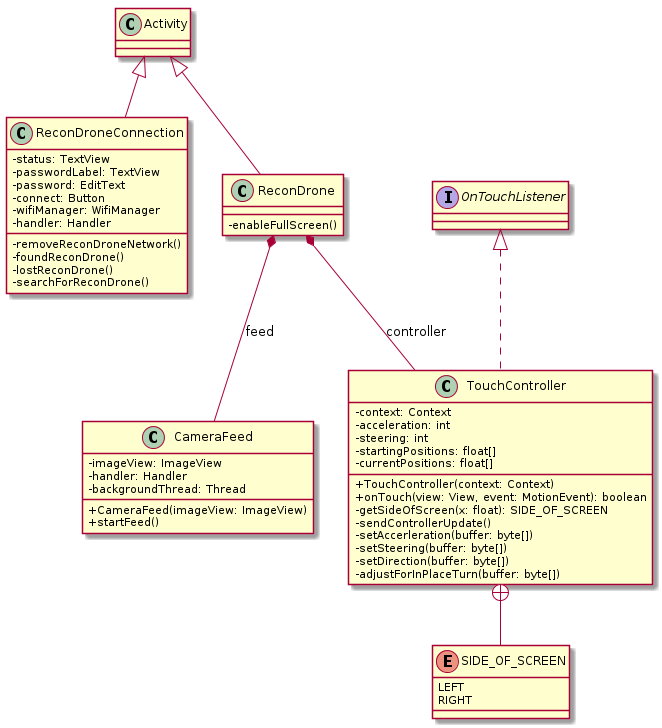 C Activity
C ReconDroneConnection
-status: TextView
-passwordLabel: TextView
-password: EditText
-connect: Button
-wifiManager: WifiManager
-handler: Handler
-removeReconDroneNetwork()
-foundReconDrone()
-lostReconDrone()
-searchForReconDrone()
C ReconDrone
-enableFullScreen()
I OnTouchListener
feed
controller
C CameraFeed
-imageView: ImageView
-handler: Handler
-backgroundThread: Thread
+CameraFeed(imageView: ImageView)
+startFeed()
C TouchController
-context: Context
-acceleration: int
-steering: int
-startingPositions: float[]
-currentPositions: float[]
+TouchController(context: Context)
+onTouch(view: View, event: MotionEvent): boolean
-getSideOfScreen(x: float): SIDE_OF_SCREEN
-sendControllerUpdate()
-setAccerleration(buffer: byte[])
-setSteering(buffer: byte[])
-setDirection(buffer: byte[])
-adjustForInPlaceTurn(buffer: byte[])
E SIDE_OF_SCREEN
LEFT
RIGHT